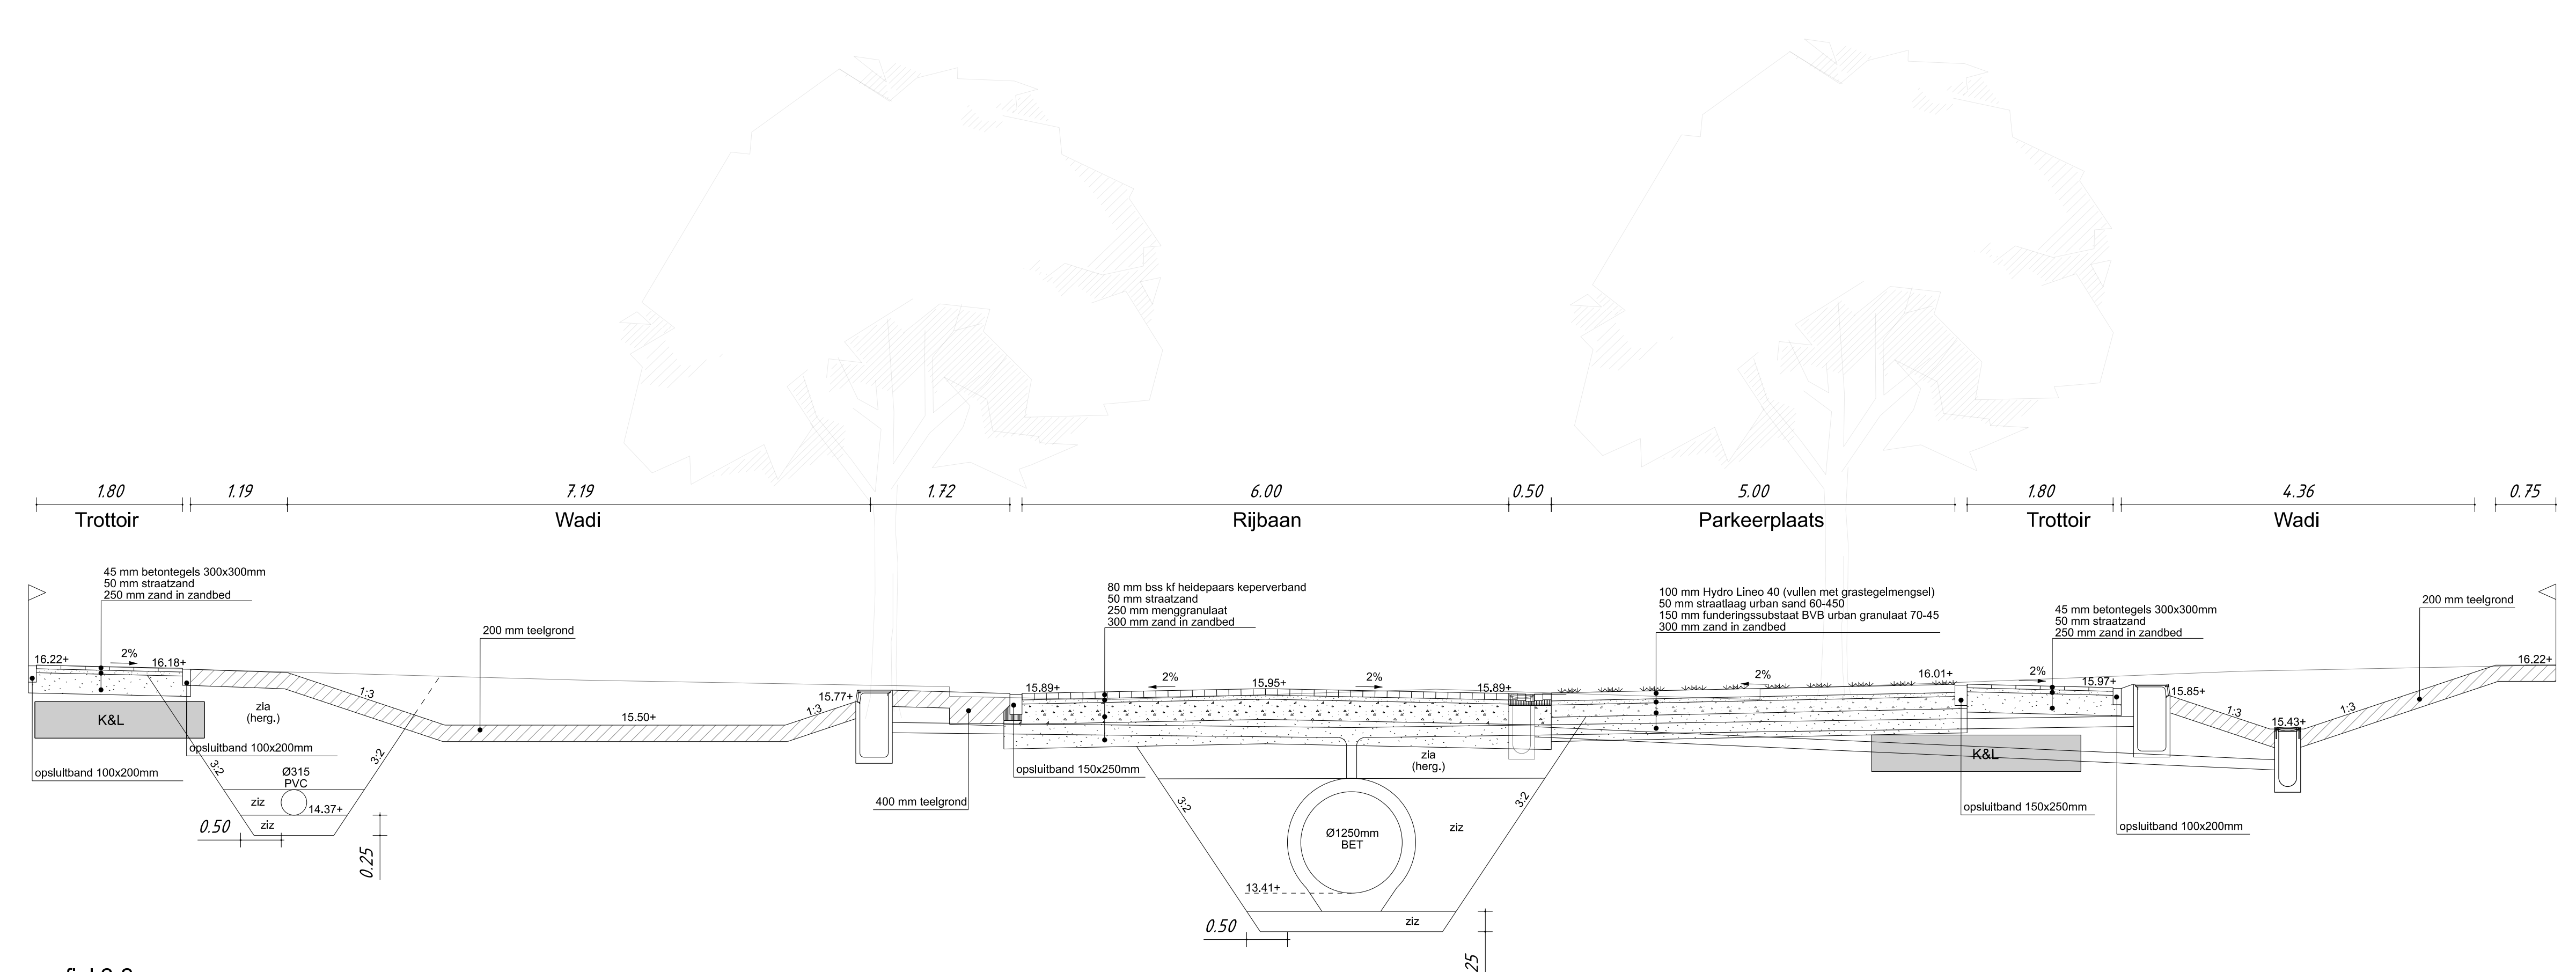 1.80
1.19
7.19
1.72
6.00
0.50
5.00
1.80
4.36
0.75
Trottoir
Wadi
Rijbaan
Parkeerplaats
Trottoir
Wadi
45 mm betontegels 300x300mm
50 mm straatzand
250 mm zand in zandbed
200 mm teelgrond
80 mm bss kf heidepaars keperverband
50 mm straatzand
250 mm menggranulaat
300 mm zand in zandbed
100 mm Hydro Lineo 40 (vullen met grastegelmengsel)
50 mm straatlaag urban sand 60-450
150 mm funderingssubstaat BVB urban granulaat 70-45
300 mm zand in zandbed
45 mm betontegels 300x300mm
50 mm straatzand
250 mm zand in zandbed
200 mm teelgrond
16.22+
2%
16.18+
1:3
15.50+
1:3
15.77+
15.89+
2%
15.95+
2%
15.89+
2%
16.01+
2%
15.97+
15.85+
1:3
15.43+
1:3
16.22+
K&L
zia
(herg.)
opsluitband 100x200mm
opsluitband 100x200mm
3:2
3:2
Ø315
PVC
ziz
14.37+
ziz
0.50
0.25
400 mm teelgrond
opsluitband 150x250mm
zia
(herg.)
3:2
3:2
Ø1250mm
BET
ziz
13.41+
ziz
0.50
25
K&L
opsluitband 150x250mm
opsluitband 100x200mm